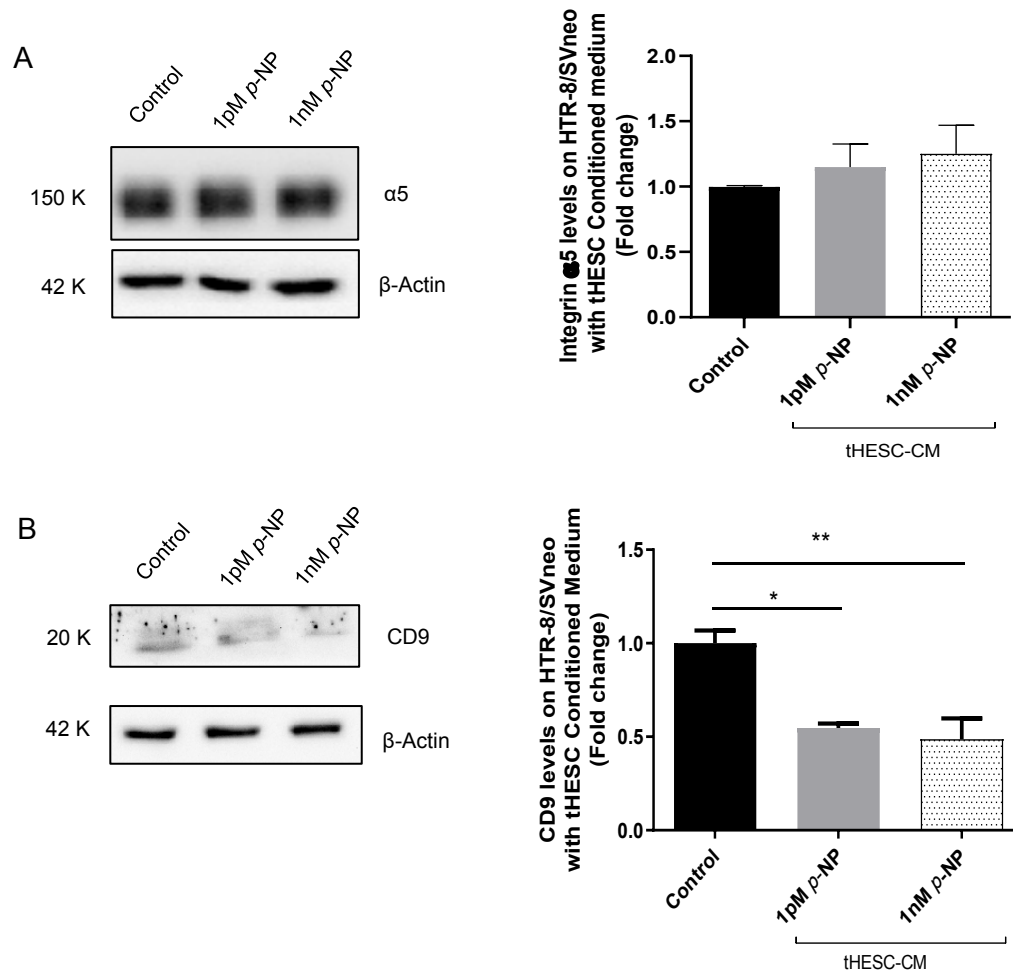 A
Control
1pM p-NP
1nM p-NP
150 K
α5
42 K
β-Actin
Integrin α5 levels on HTR-8/SVneo
with tHESC Conditioned medium
(Fold change)
2.0
1.5
1.0
0.5
0.0
Control
1pM p-NP
1nM p-NP
tHESC-CM
B
Control
1pM p-NP
1nM p-NP
20 K
CD9
42 K
β-Actin
CD9 levels on HTR-8/SVneo
with tHESC Conditioned Medium
(Fold change)
1.5
1.0
0.5
0.0
**
*
Control
1pM p-NP
1nM p-NP
tHESC-CM